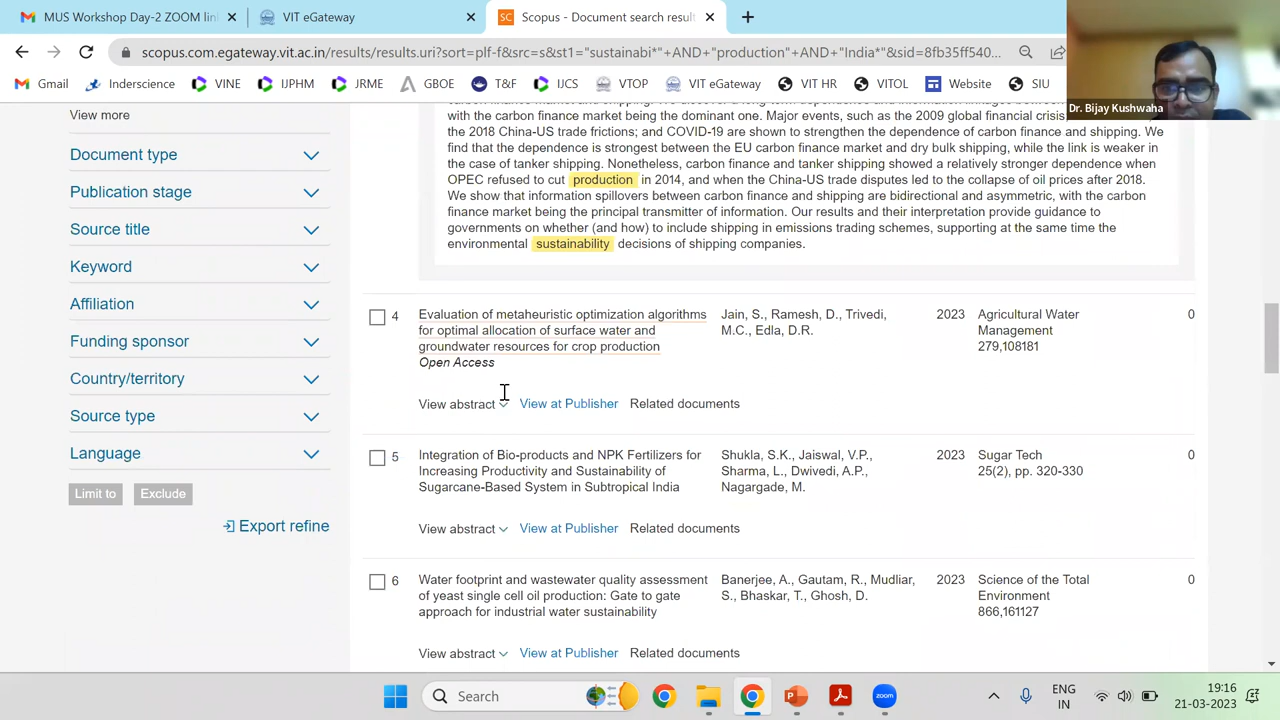 MUS Workshop Day-2 ZOOM lin
VIT eGateway
SC Scopus - Document search result
scopus.com.egateway.vit.ac.in/results/results.uri?sort=plf-f&src=s&st1="sustainabi*"+AND+"production"+AND+"India*"&sid=8fb35ff540...
Gmail Inderscience VINE IJPHM JRME GBOE T&F IJCS VTOP VIT eGateway VIT HR VITOL Website SIU
Dr. Bijay Kushwaha
View more
Document type
Publication stage
Source title
Keyword
Affiliation
Funding sponsor
Country/territory
Source type
Language
Limit to Exclude
Export refine
with the carbon finance market being the dominant one. Major events, such as the 2009 global financial crisis,
the 2018 China-US trade frictions; and COVID-19 are shown to strengthen the dependence of carbon finance and shipping. We
find that the dependence is strongest between the EU carbon finance market and dry bulk shipping, while the link is weaker in
the case of tanker shipping. Nonetheless, carbon finance and tanker shipping showed a relatively stronger dependence when
OPEC refused to cut production in 2014, and when the China-US trade disputes led to the collapse of oil prices after 2018.
We show that information spillovers between carbon finance and shipping are bidirectional and asymmetric, with the carbon
finance market being the principal transmitter of information. Our results and their interpretation provide guidance to
governments on whether (and how) to include shipping in emissions trading schemes, supporting at the same time the
environmental sustainability decisions of shipping companies.
4 Evaluation of metaheuristic optimization algorithms
for optimal allocation of surface water and
groundwater resources for crop production
Open Access
Jain, S., Ramesh, D., Trivedi,
M.C., Edla, D.R.
2023
Agricultural Water
Management
279,108181
0
View abstract View at Publisher Related documents
5 Integration of Bio-products and NPK Fertilizers for
Increasing Productivity and Sustainability of
Sugarcane-Based System in Subtropical India
Shukla, S.K., Jaiswal, V.P.,
Sharma, L., Dwivedi, A.P.,
Nagargade, M.
2023
Sugar Tech
25(2), pp. 320-330
0
View abstract View at Publisher Related documents
6 Water footprint and wastewater quality assessment
of yeast single cell oil production: Gate to gate
approach for industrial water sustainability
Banerjee, A., Gautam, R., Mudliar,
S., Bhaskar, T., Ghosh, D.
2023
Science of the Total
Environment
866,161127
0
View abstract View at Publisher Related documents
Search
zoom
ENG
IN
19:16
21-03-2023